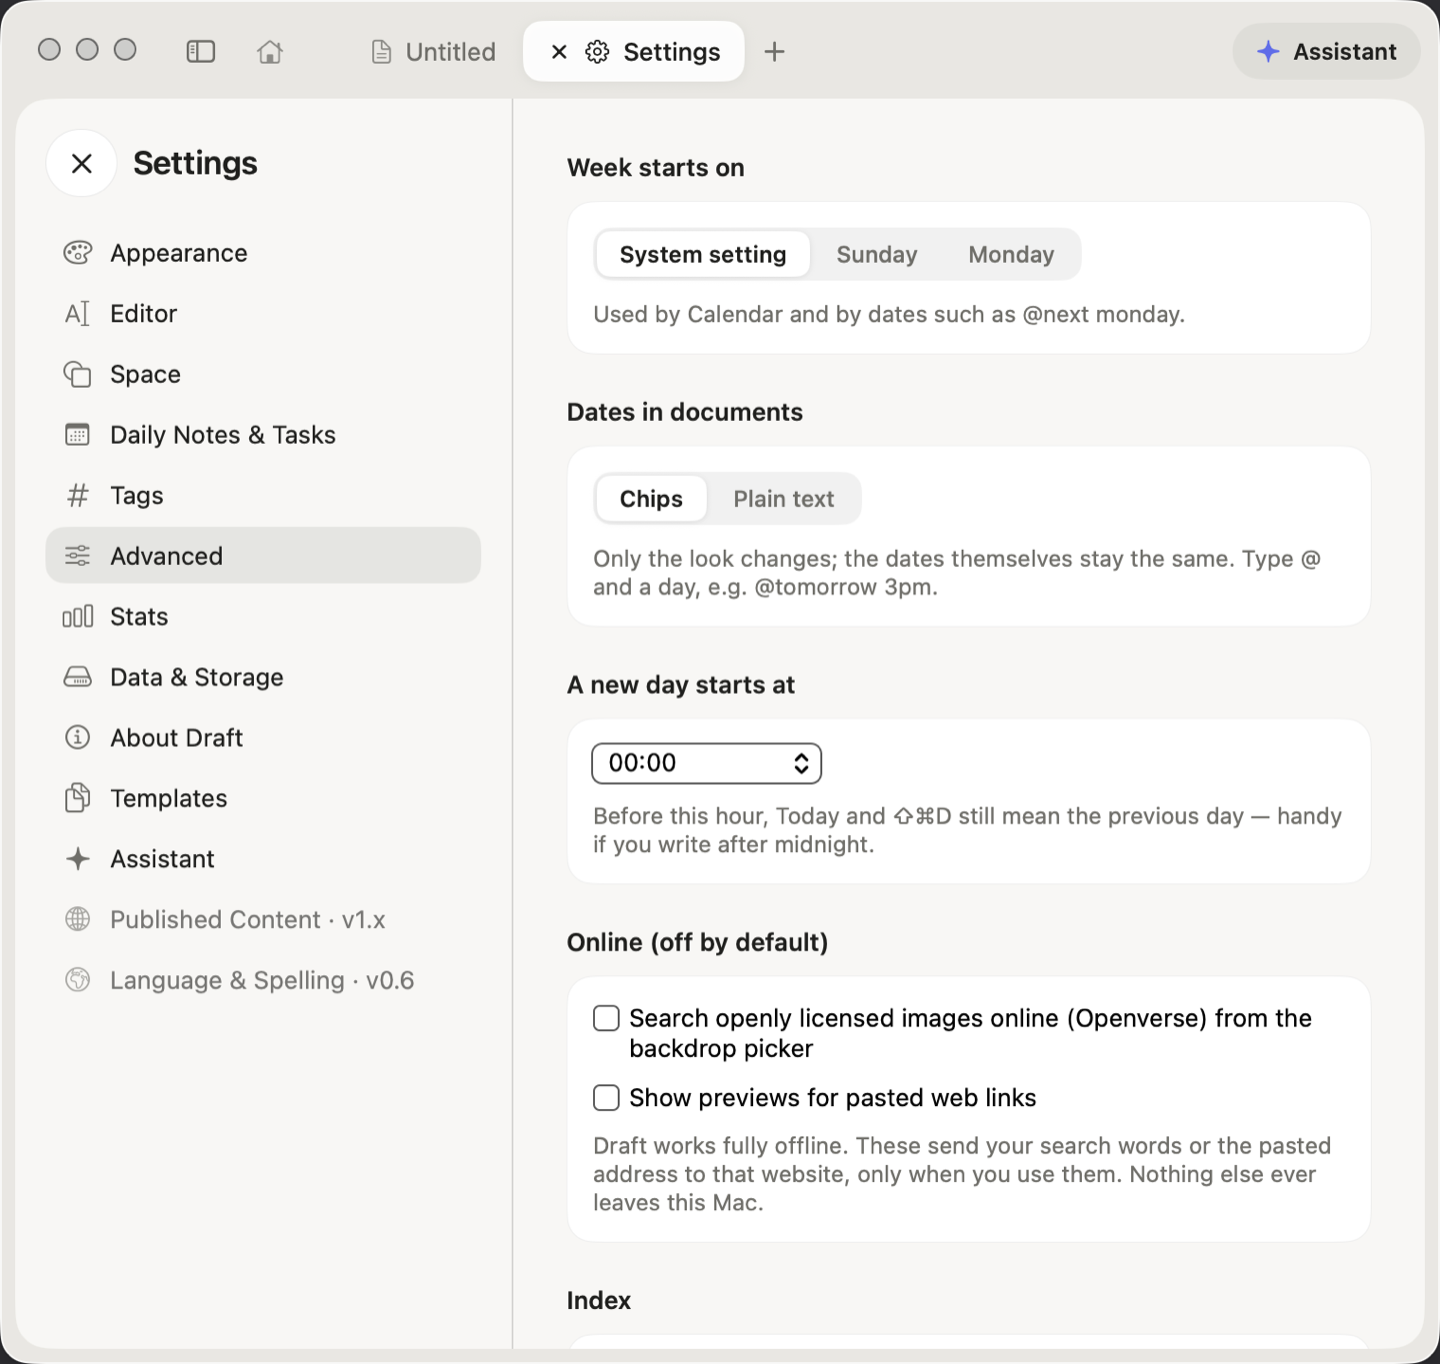 Untitled
Settings
Assistant
Settings
Appearance
Editor
Space
Daily Notes & Tasks
Tags
Advanced
Stats
Data & Storage
About Draft
Templates
Assistant
Published Content · v1.x
Language & Spelling · v0.6
Week starts on
System setting Sunday Monday
Used by Calendar and by dates such as @next monday.
Dates in documents
Chips Plain text
Only the look changes; the dates themselves stay the same. Type @
and a day, e.g. @tomorrow 3pm.
A new day starts at
00:00
Before this hour, Today and ⇧⌘D still mean the previous day — handy
if you write after midnight.
Online (off by default)
Search openly licensed images online (Openverse) from the
backdrop picker
Show previews for pasted web links
Draft works fully offline. These send your search words or the pasted
address to that website, only when you use them. Nothing else ever
leaves this Mac.
Index